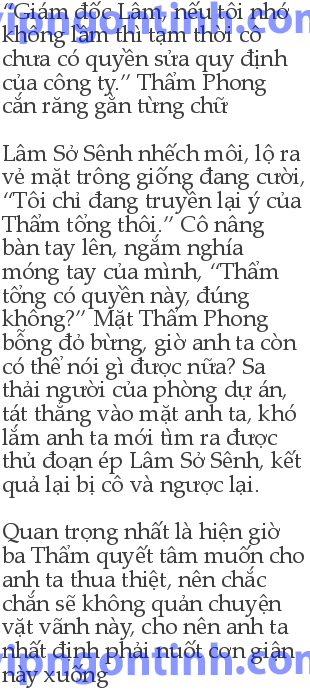 “Giám đốc Lâm, nếu tôi nhớ
không lầm thì tạm thời cô
chưa có quyền sửa quy định
của công ty.” Thẩm Phong
cắn răng gằn từng chữ
Lâm Sở Sênh nhếch môi, lộ ra
vẻ mặt trông giống đang cười,
“Tôi chỉ đang truyền lại ý của
Thẩm tổng thôi.” Cô nâng
bàn tay lên, ngắm nghía
móng tay của mình, “Thẩm
tổng có quyền này, đúng
không?” Mặt Thẩm Phong
bỗng đỏ bừng, giờ anh ta còn
có thể nói gì được nữa? Sa
thải người của phòng dự án,
tát thẳng vào mặt anh ta, khó
lắm anh ta mới tìm ra được
thủ đoạn ép Lâm Sở Sênh, kết
quả lại bị cô và ngược lại.
Quan trọng nhất là hiện giờ
ba Thẩm quyết tâm muốn cho
anh ta thua thiệt, nên chắc
chắn sẽ không quản chuyện
vặt vãnh này, cho nên anh ta
nhất định phải nuốt cơn giận
này xuống
vipngontinh.com
vipngontinh.com